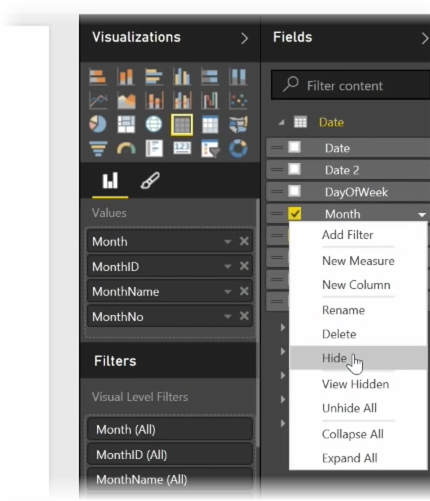 Visualizations
Fields
Filter content
Date
Date
Date 2
DayOfWeek
Month
Add Filter
New Measure
New Column
Rename
Delete
Hide
View Hidden
Unhide All
Collapse All
Expand All
Values
Month
MonthID
MonthName
MonthNo
Filters
Visual Level Filters
Month (All)
MonthID (All)
MonthName (All)